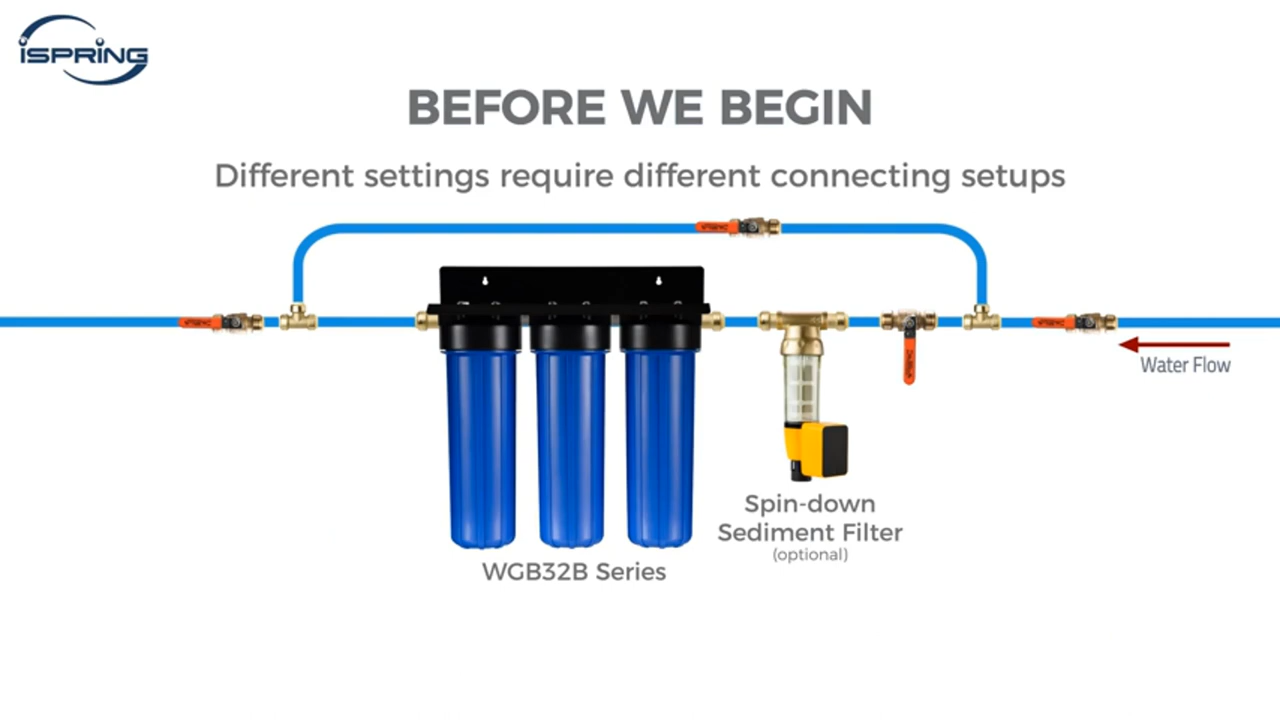 iSPRING
BEFORE WE BEGIN
Different settings require different connecting setups
Water Flow
Spin-down
Sediment Filter
(optional)
WGB32B Series